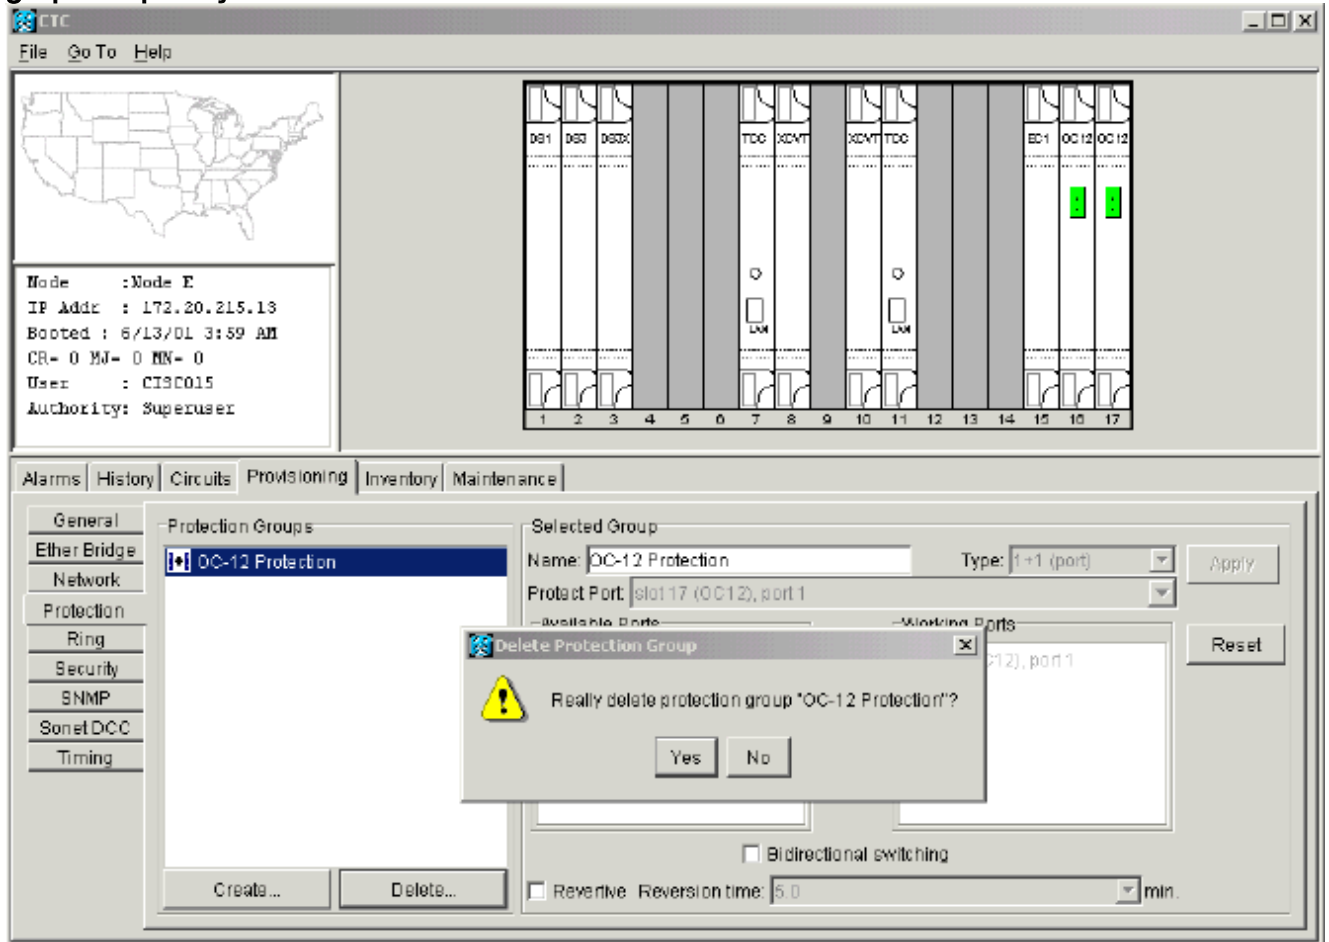 CTC
File Go To Help
DS1 DS3 DS3X TCC XCVT XCVT TCC EC1 OC12 OC12
LAN LAN
1 2 3 4 5 6 7 8 9 10 11 12 13 14 15 16 17
Node :Node E
IP Addr : 172.20.215.13
Booted : 6/13/01 3:59 AM
CR- 0 MJ- 0 MN- 0
User : CISCO15
Authority: Superuser
Alarms History Circuits Provisioning Inventory Maintenance
General
Ether Bridge
Network
Protection
Ring
Security
SNMP
Sonet DCC
Timing
Protection Groups
OC-12 Protection
Create... Delete...
Selected Group
Name: OC-12 Protection Type: 1+1 (port) Apply
Protect Port: slot 17 (OC12), port 1
Available Ports Working Ports
C12), port 1 Reset
Delete Protection Group
Really delete protection group "OC-12 Protection"?
Yes No
Bidirectional switching
Revertive Reversion time: 5.0 min.